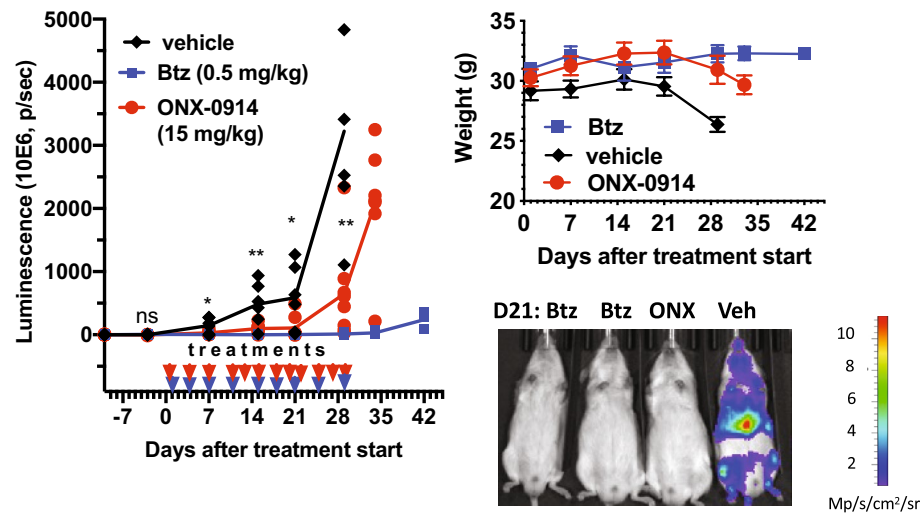 5000
4000
3000
2000
1000
0
Luminescence (10E6, p/sec)
vehicle
Btz (0.5 mg/kg)
ONX-0914
(15 mg/kg)
ns
*
**
*
**
treatments
-7 0 7 14 21 28 35 42
Days after treatment start
35
30
25
20
Weight (g)
Btz
vehicle
ONX-0914
0 7 14 21 28 35 42
Days after treatment start
D21: Btz Btz ONX Veh
10
8
6
4
2
Mp/s/cm²/sr